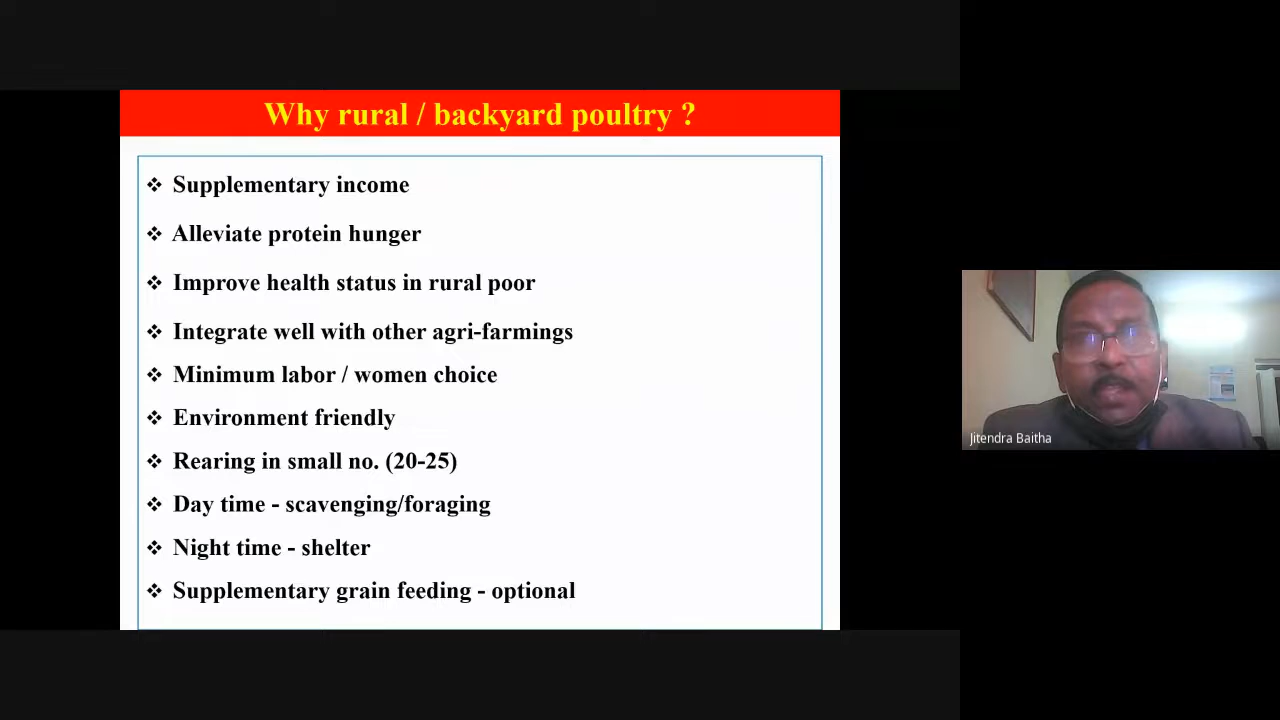 Why rural / backyard poultry ?
❖ Supplementary income
❖ Alleviate protein hunger
❖ Improve health status in rural poor
❖ Integrate well with other agri-farmings
❖ Minimum labor / women choice
❖ Environment friendly
❖ Rearing in small no. (20-25)
❖ Day time - scavenging/foraging
❖ Night time - shelter
❖ Supplementary grain feeding - optional
Jitendra Baitha